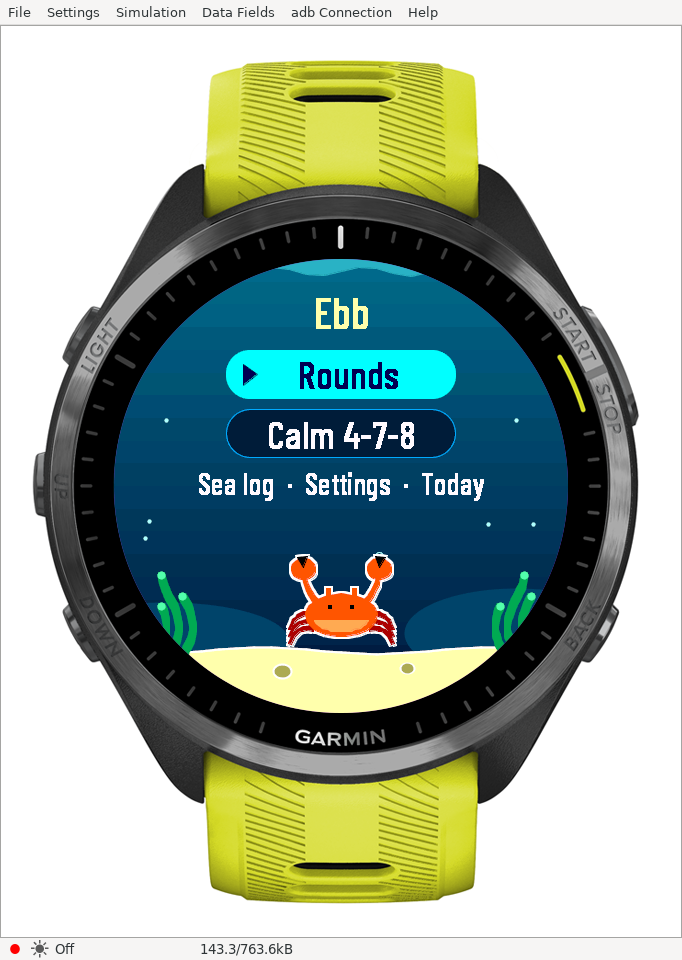 File Settings Simulation Data Fields adb Connection Help
LIGHT
START
STOP
UP
DOWN
BACK
Ebb
Rounds
Calm 4-7-8
Sea log · Settings · Today
GARMIN
Off 143.3/763.6kB